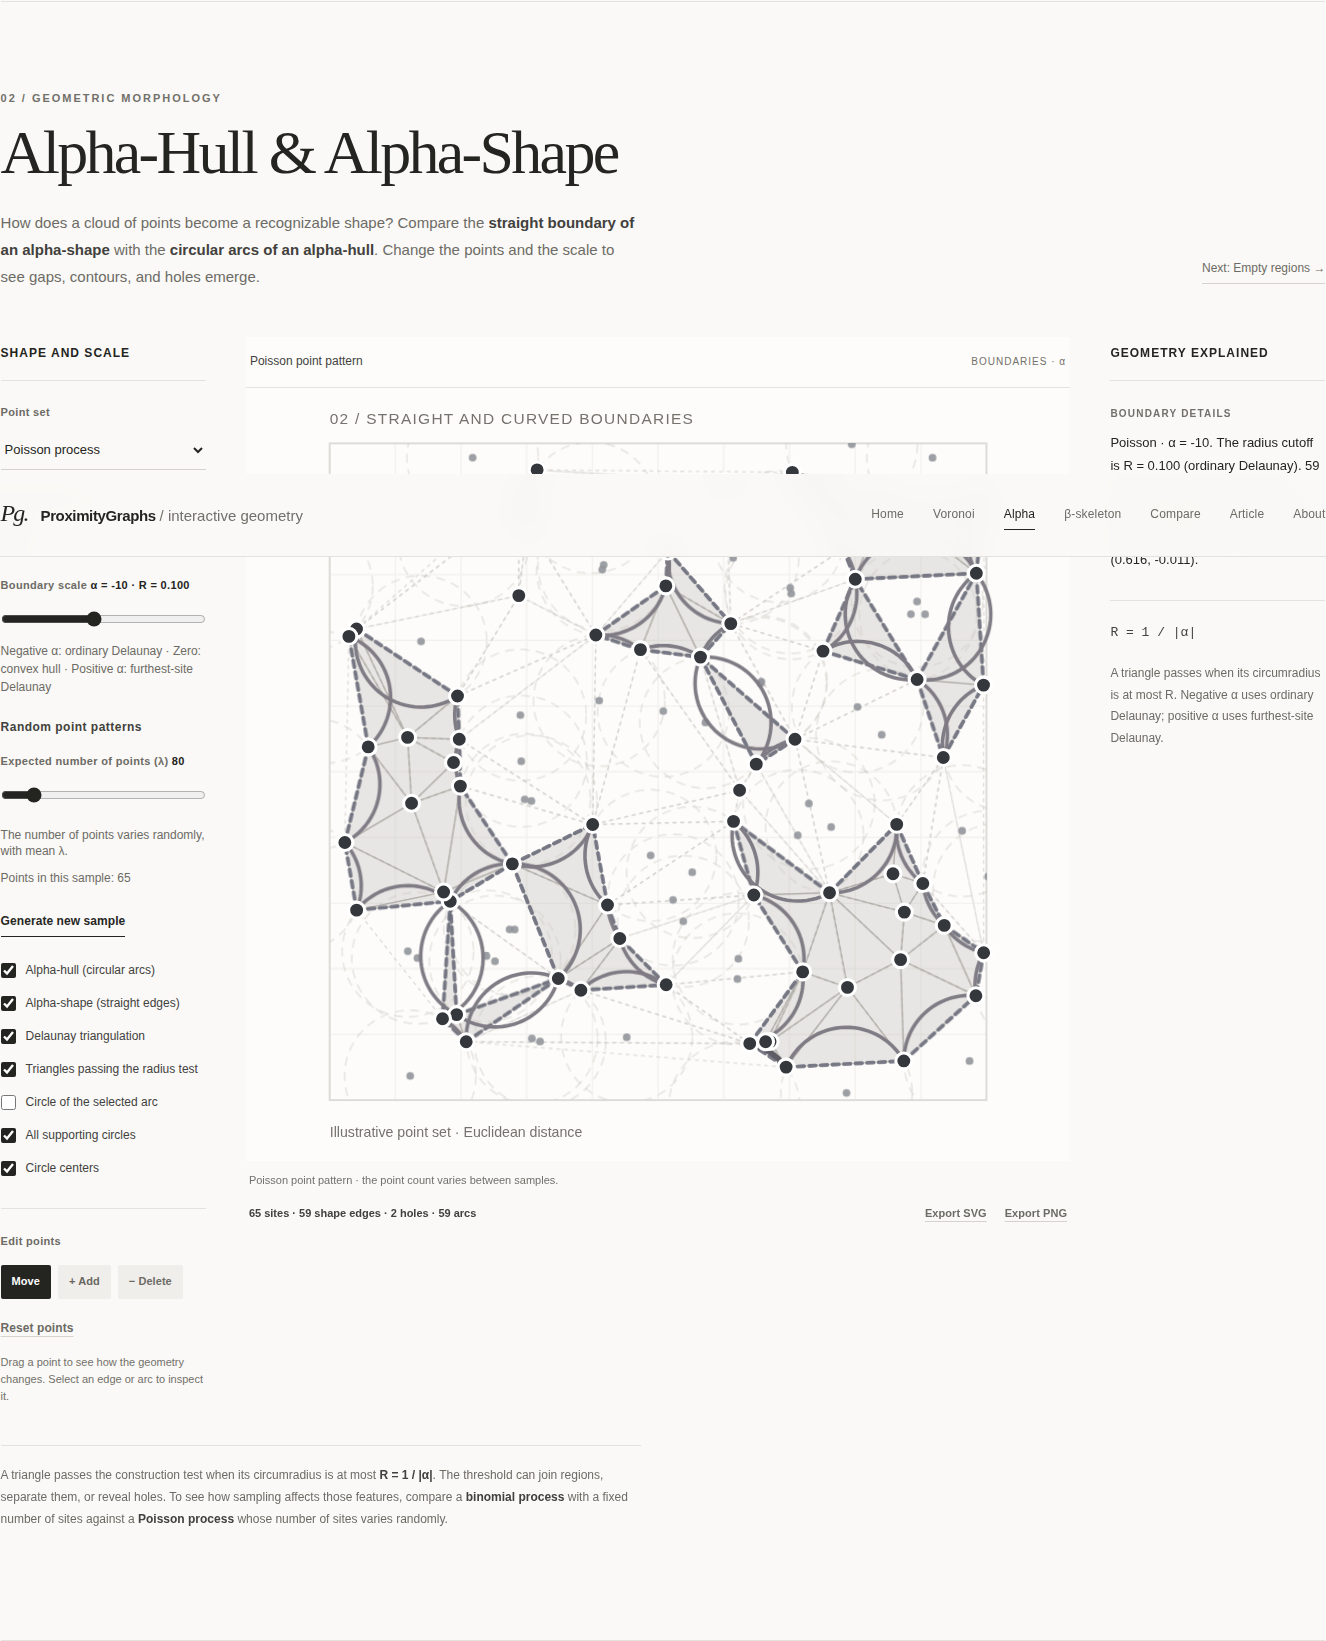 02 / GEOMETRIC MORPHOLOGY
Alpha-Hull & Alpha-Shape
How does a cloud of points become a recognizable shape? Compare the straight boundary of
an alpha-shape with the circular arcs of an alpha-hull. Change the points and the scale to
see gaps, contours, and holes emerge.
Next: Empty regions →
SHAPE AND SCALE
Point set
Poisson process
Poisson point pattern
BOUNDARIES · α
02 / STRAIGHT AND CURVED BOUNDARIES
GEOMETRY EXPLAINED
BOUNDARY DETAILS
Poisson · α = -10. The radius cutoff
is R = 0.100 (ordinary Delaunay). 59
Pg. ProximityGraphs / interactive geometry
Home Voronoi Alpha β-skeleton Compare Article About
(0.616, -0.011).
Boundary scale α = -10 · R = 0.100
Negative α: ordinary Delaunay · Zero:
convex hull · Positive α: furthest-site
Delaunay
Random point patterns
Expected number of points (λ) 80
The number of points varies randomly,
with mean λ.
Points in this sample: 65
Generate new sample
Alpha-hull (circular arcs)
Alpha-shape (straight edges)
Delaunay triangulation
Triangles passing the radius test
Circle of the selected arc
All supporting circles
Circle centers
Edit points
Move + Add − Delete
Reset points
Drag a point to see how the geometry
changes. Select an edge or arc to inspect
it.
Illustrative point set · Euclidean distance
Poisson point pattern · the point count varies between samples.
65 sites · 59 shape edges · 2 holes · 59 arcs
Export SVG Export PNG
R = 1 / |α|
A triangle passes when its circumradius
is at most R. Negative α uses ordinary
Delaunay; positive α uses furthest-site
Delaunay.
A triangle passes the construction test when its circumradius is at most R = 1 / |α|. The threshold can join regions,
separate them, or reveal holes. To see how sampling affects those features, compare a binomial process with a fixed
number of sites against a Poisson process whose number of sites varies randomly.